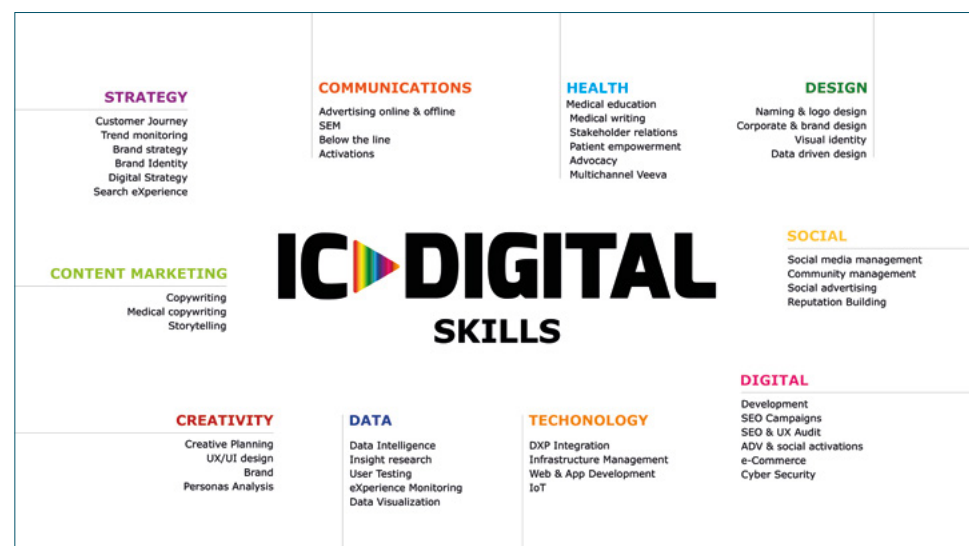 STRATEGY
Customer Journey
Trend monitoring
Brand strategy
Brand Identity
Digital Strategy
Search eXperience
COMMUNICATIONS
Advertising online & offline
SEM
Below the line
Activations
HEALTH
Medical education
Medical writing
Stakeholder relations
Patient empowerment
Advocacy
Multichannel Veeva
DESIGN
Naming & logo design
Corporate & brand design
Visual identity
Data driven design
CONTENT MARKETING
Copywriting
Medical copywriting
Storytelling
IC DIGITAL
SKILLS
SOCIAL
Social media management
Community management
Social advertising
Reputation Building
CREATIVITY
Creative Planning
UX/UI design
Brand
Personas Analysis
DATA
Data Intelligence
Insight research
User Testing
eXperience Monitoring
Data Visualization
TECHONOLOGY
DXP Integration
Infrastructure Management
Web & App Development
IoT
DIGITAL
Development
SEO Campaigns
SEO & UX Audit
ADV & social activations
e-Commerce
Cyber Security